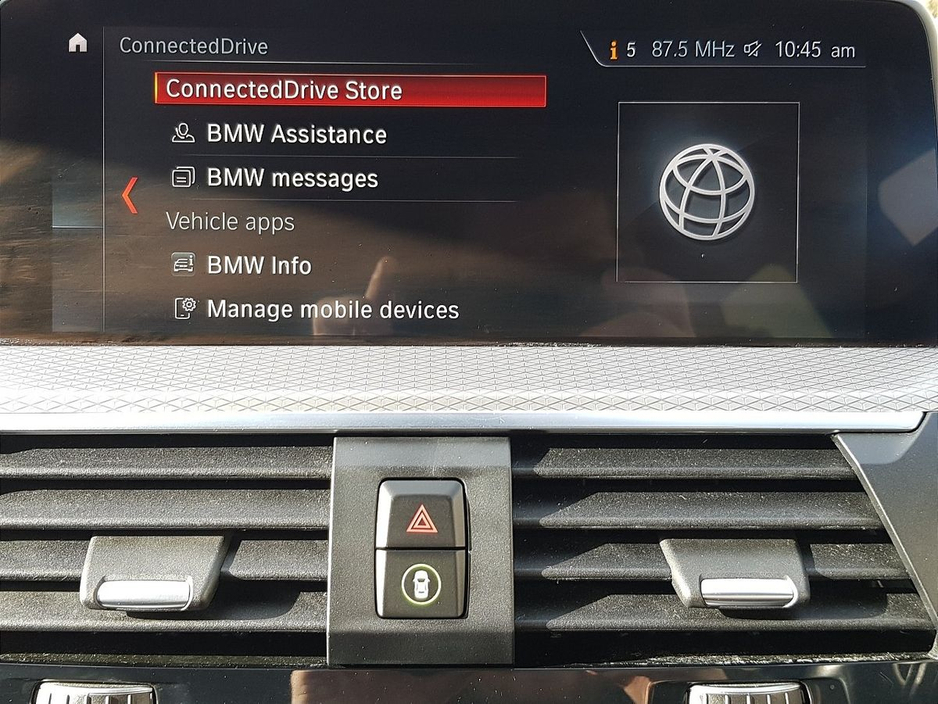 ConnectedDrive
i 5 87.5 MHz 10:45 am
ConnectedDrive Store
BMW Assistance
BMW messages
Vehicle apps
BMW Info
Manage mobile devices